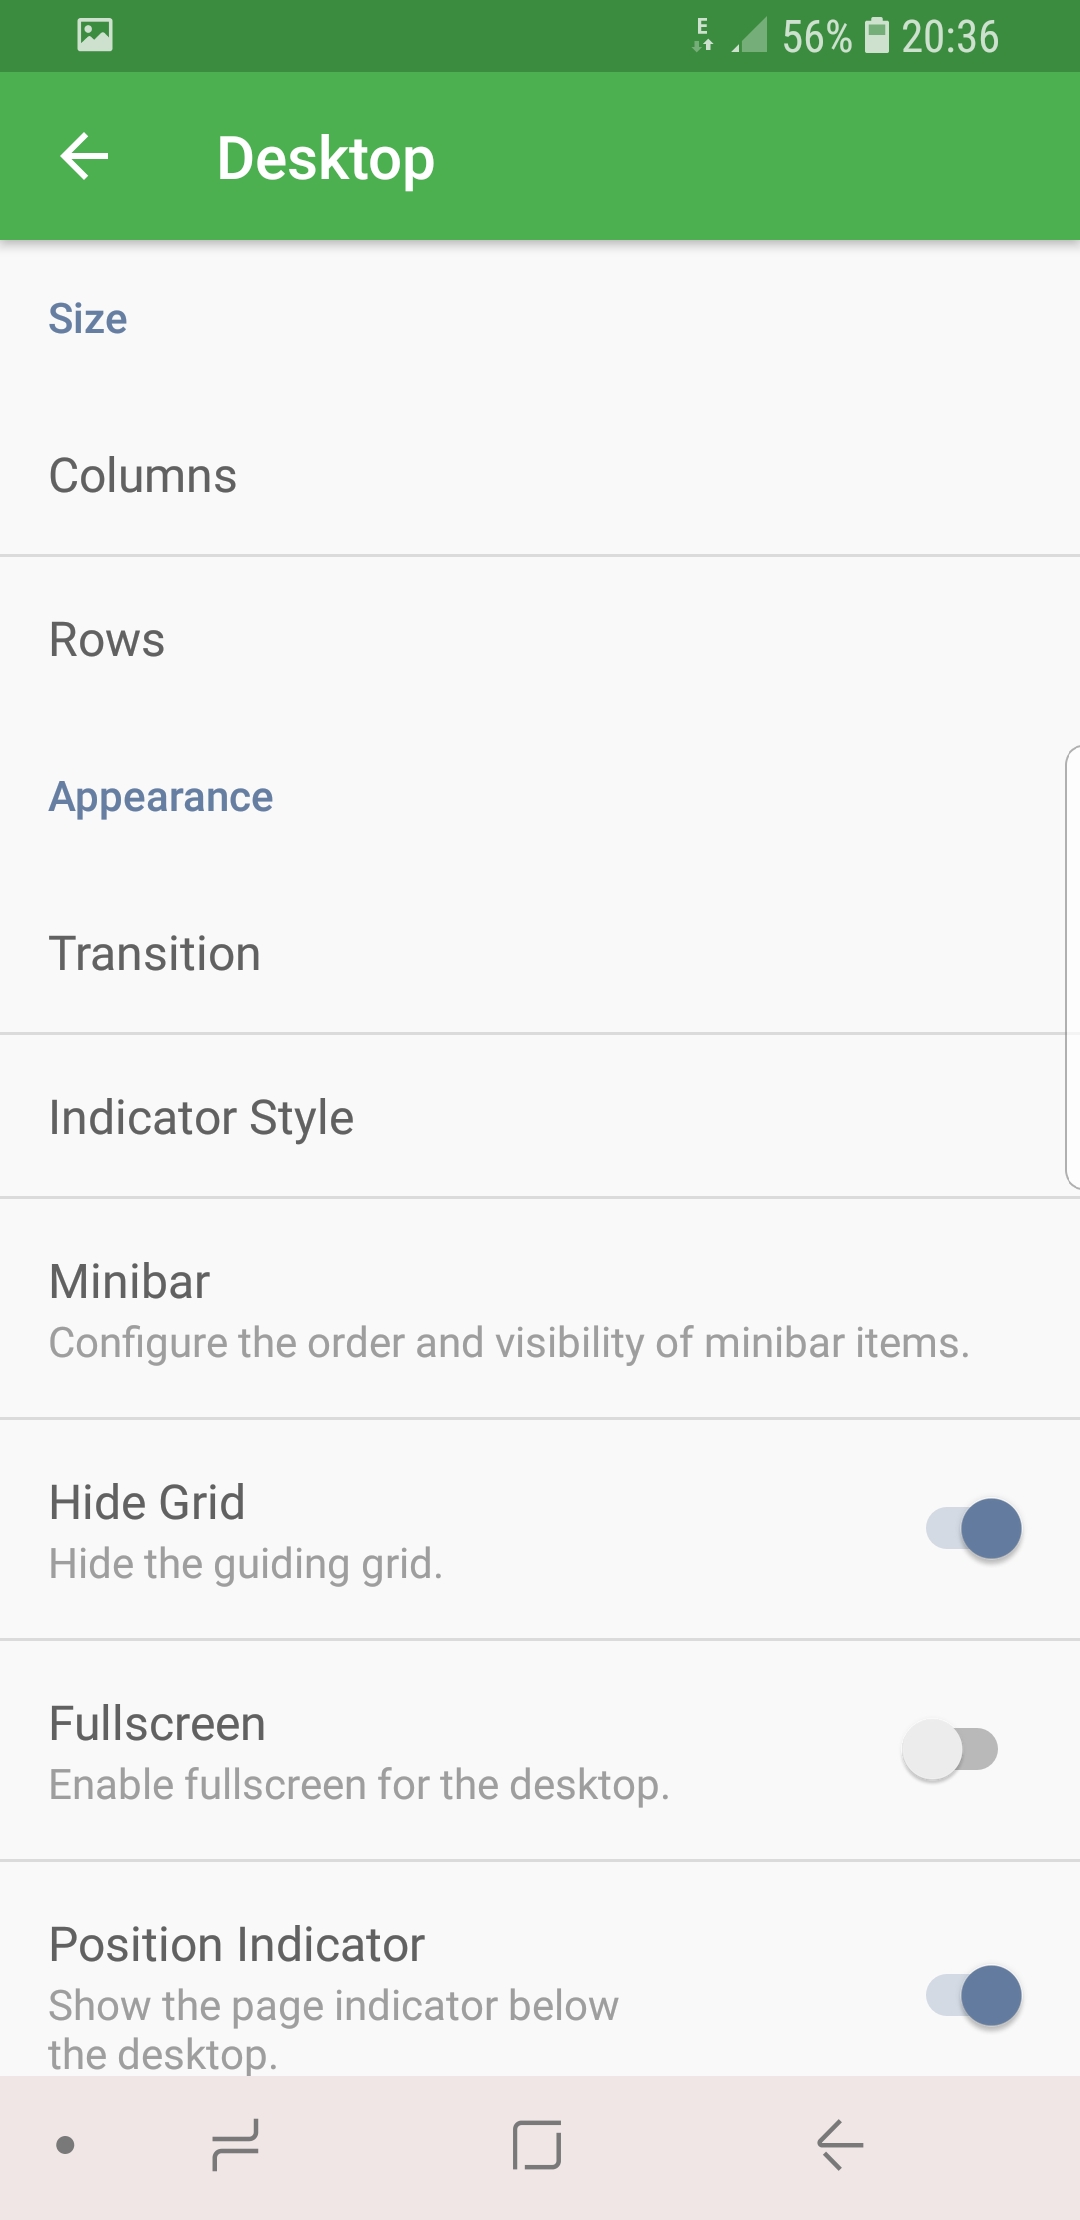 E 56% 20:36
Desktop
Size
Columns
Rows
Appearance
Transition
Indicator Style
Minibar
Configure the order and visibility of minibar items.
Hide Grid
Hide the guiding grid.
Fullscreen
Enable fullscreen for the desktop.
Position Indicator
Show the page indicator below
the desktop.